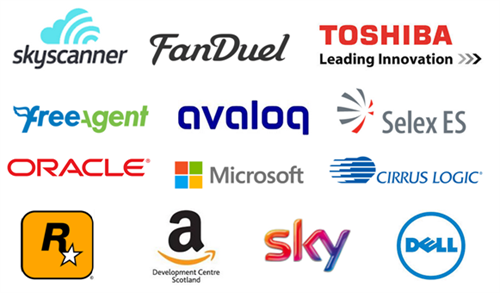 skyscanner
FanDuel
TOSHIBA
Leading Innovation >>>
freeagent
avaloq
Selex ES
ORACLE®
Microsoft
CIRRUS LOGIC®
R®
a
Development Centre
Scotland
sky
DELL